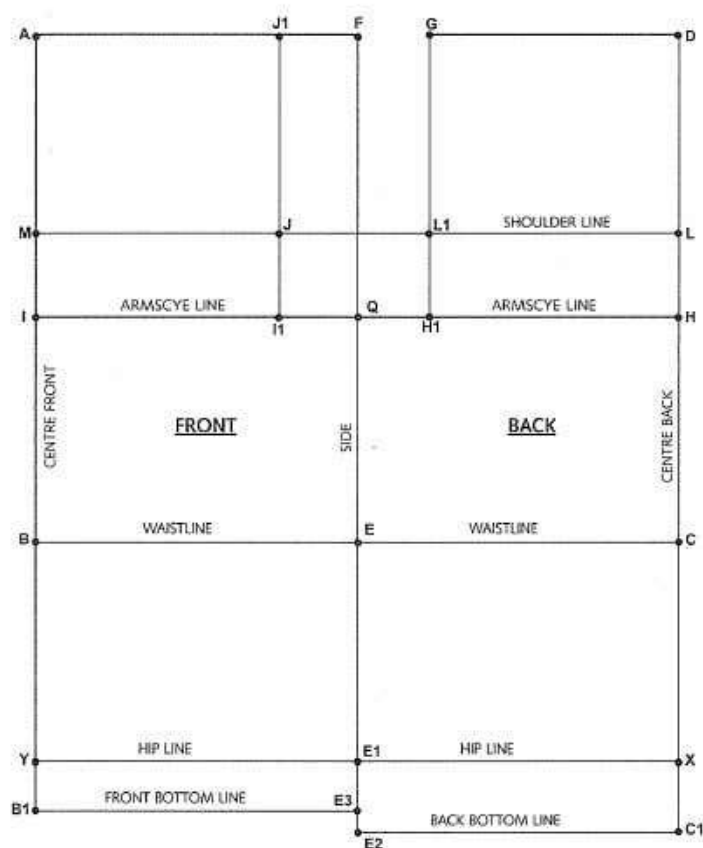 A J1 F G D
M J L1 SHOULDER LINE L
I ARMSCYE LINE I1 Q H1 ARMSCYE LINE H
CENTRE FRONT
FRONT
SIDE
BACK
CENTRE BACK
B WAISTLINE E WAISTLINE C
Y HIP LINE E1 HIP LINE X
B1 FRONT BOTTOM LINE E3
E2 BACK BOTTOM LINE C1